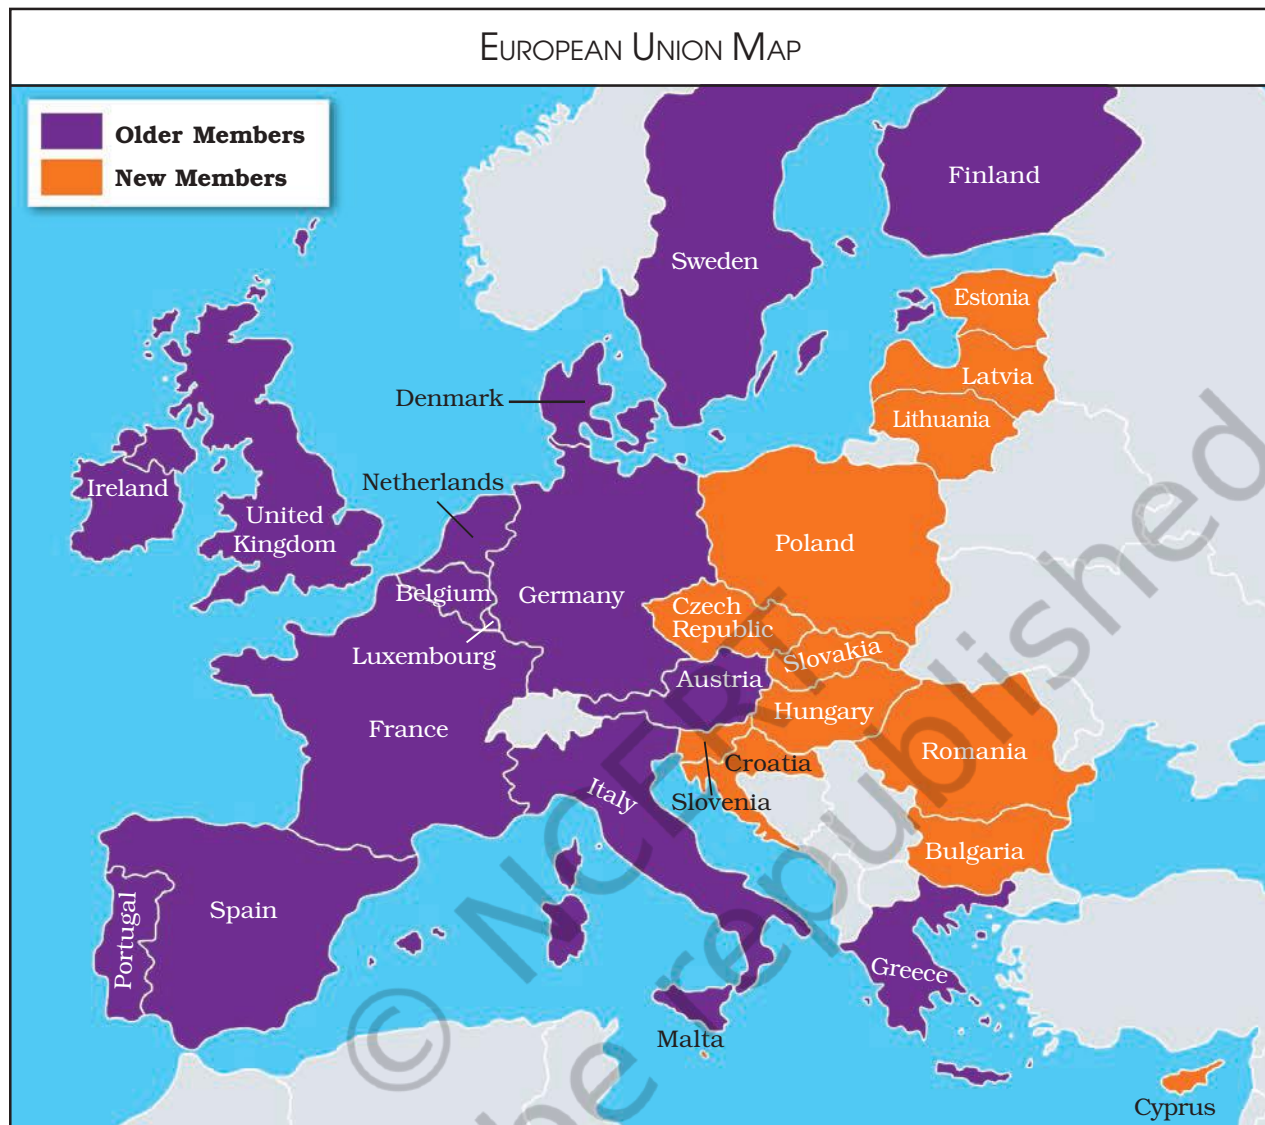 European Union Map
Older Members
New Members
Finland
Sweden
Estonia
Latvia
Lithuania
Denmark
Netherlands
Ireland
United
Kingdom
Poland
Belgium
Germany
Czech
Republic
Luxembourg
Slovakia
Austria
Hungary
France
Romania
Croatia
Italy
Slovenia
Bulgaria
Spain
Portugal
Greece
Malta
Cyprus
© NCERT
be republished